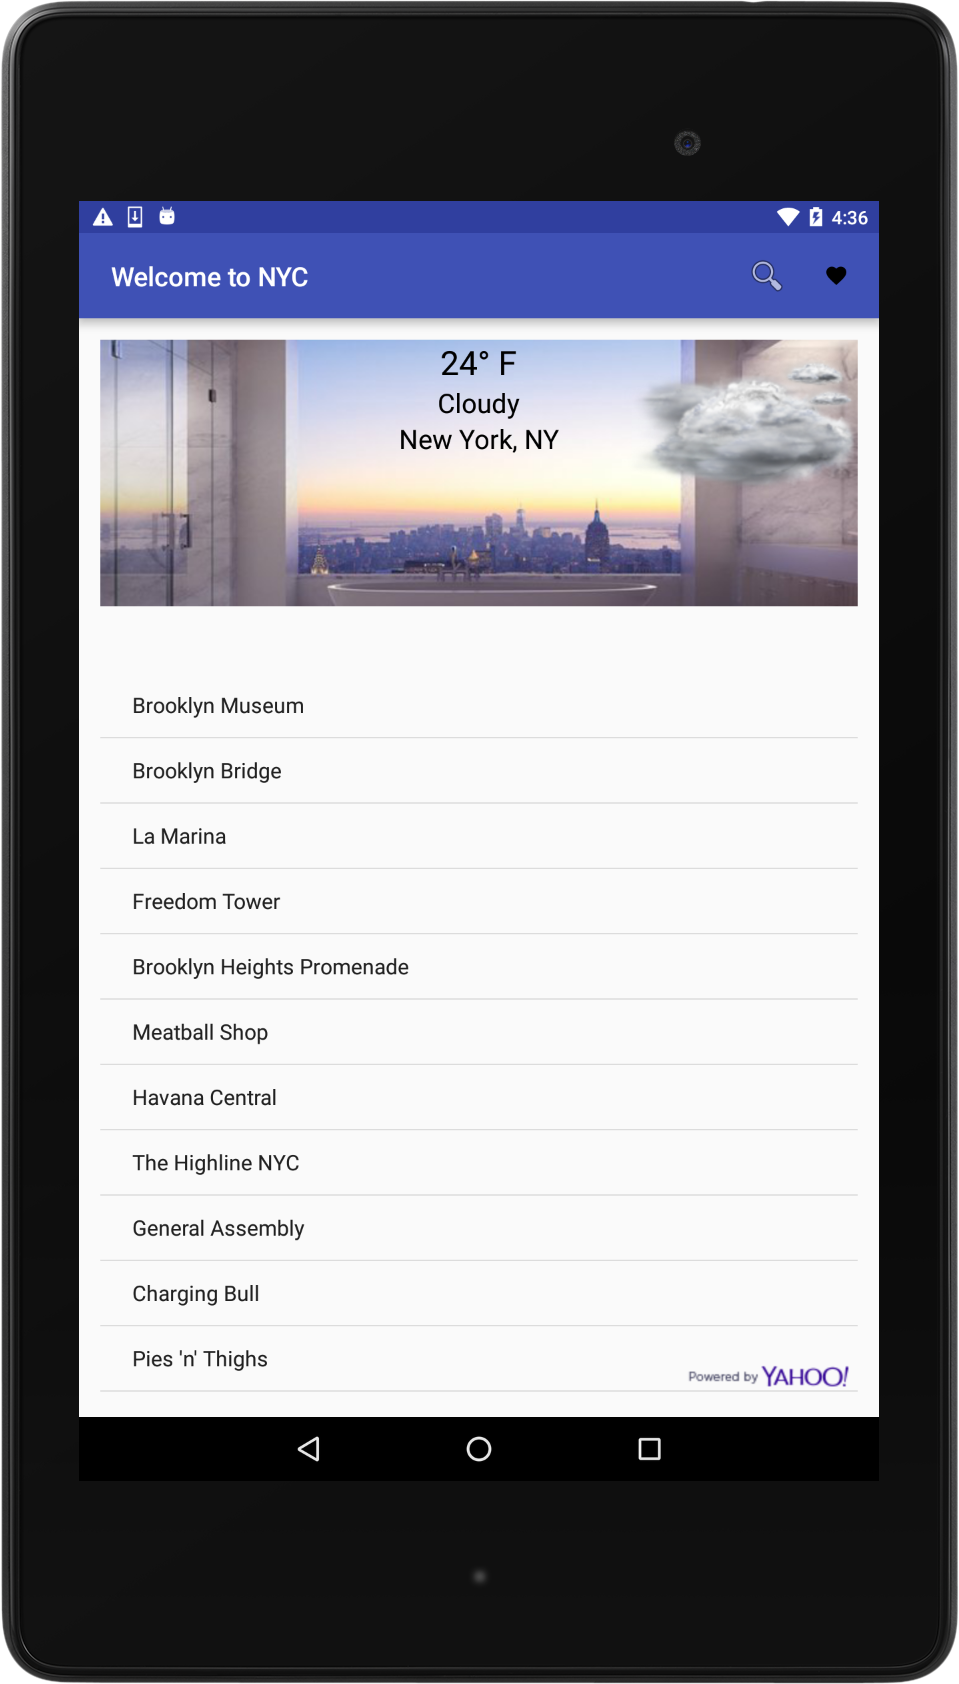 4:36
Welcome to NYC
24° F
Cloudy
New York, NY
Brooklyn Museum
Brooklyn Bridge
La Marina
Freedom Tower
Brooklyn Heights Promenade
Meatball Shop
Havana Central
The Highline NYC
General Assembly
Charging Bull
Pies 'n' Thighs
Powered by YAHOO!